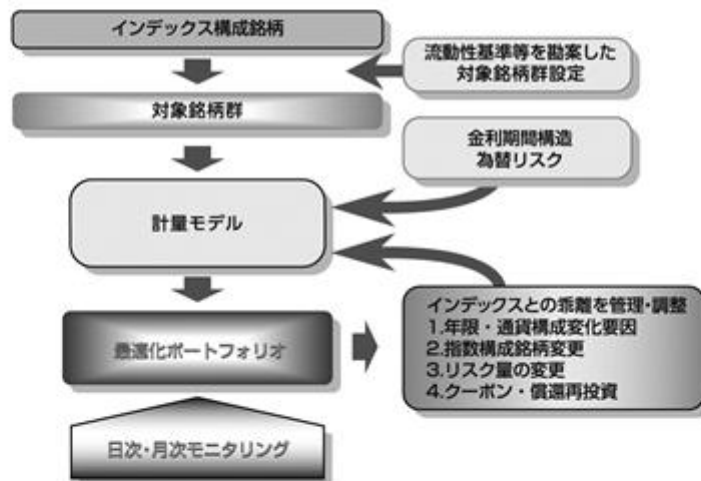 インデックス構成銘柄
流動性基準等を勘案した
対象銘柄群設定
対象銘柄群
金利期間構造
為替リスク
計量モデル
インデックスとの乖離を管理・調整
1.年限・通貨構成変化要因
2.指数構成銘柄変更
3.リスク量の変更
4.クーポン・償還再投資
最適化ポートフォリオ
日次・月次モニタリング